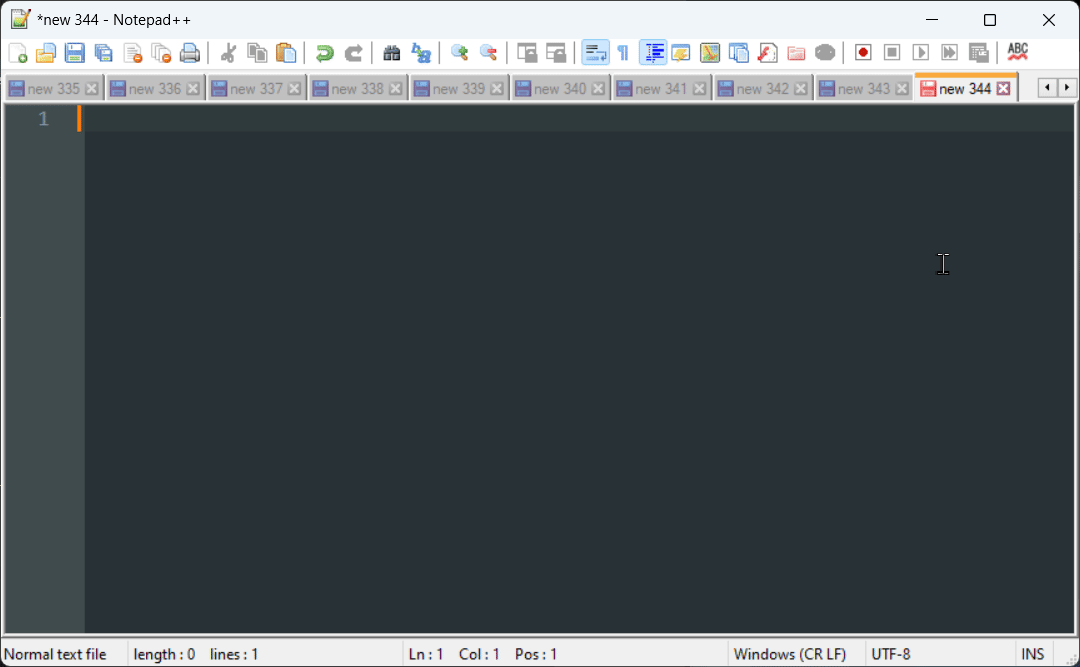 *new 344 - Notepad++
ABC
new 335 new 336 new 337 new 338 new 339 new 340 new 341 new 342 new 343 new 344
1
Normal text file length : 0 lines : 1 Ln : 1 Col : 1 Pos : 1 Windows (CR LF) UTF-8 INS